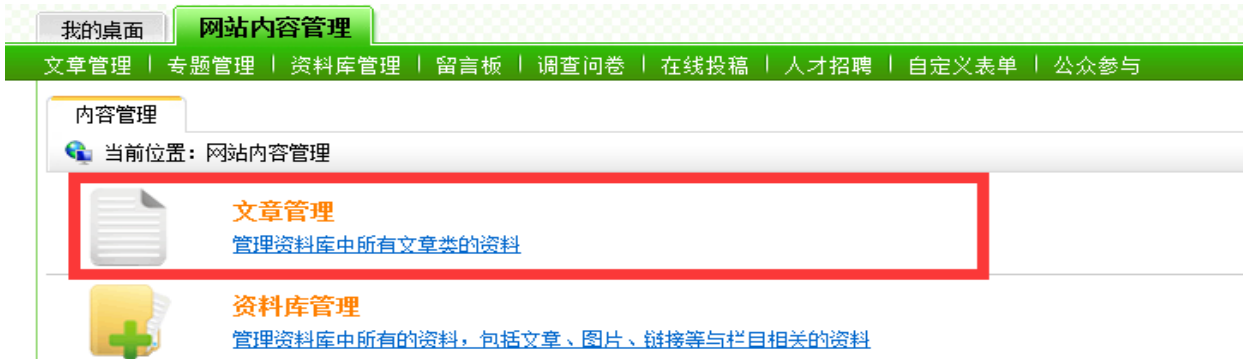 我的桌面 网站内容管理
文章管理 | 专题管理 | 资料库管理 | 留言板 | 调查问卷 | 在线投稿 | 人才招聘 | 自定义表单 | 公众参与
内容管理
当前位置：网站内容管理
文章管理
管理资料库中所有文章类的资料
资料库管理
管理资料库中所有的资料，包括文章、图片、链接等与栏目相关的资料